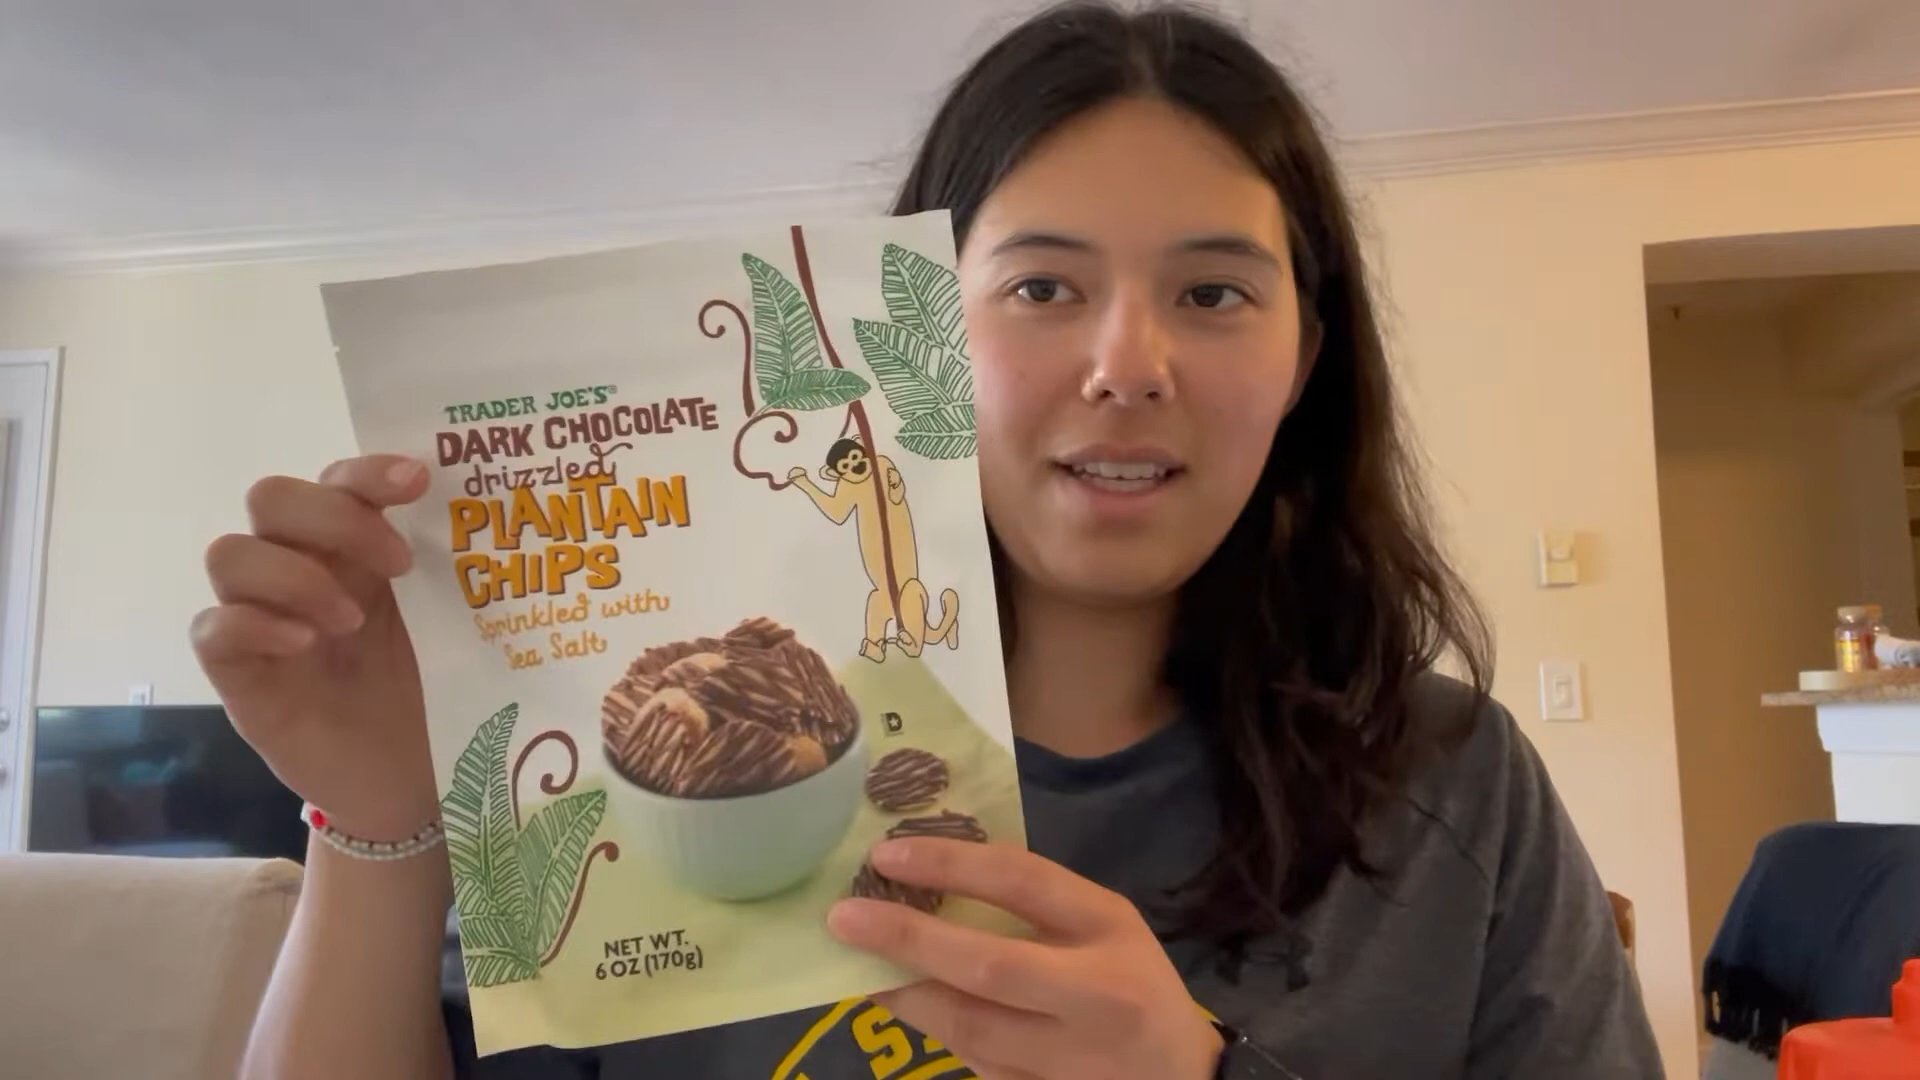 TRADER JOE'S®
DARK CHOCOLATE
drizzled
PLANTAIN
CHIPS
Sprinkled with
Sea Salt
D
NET WT.
6 OZ (170g)